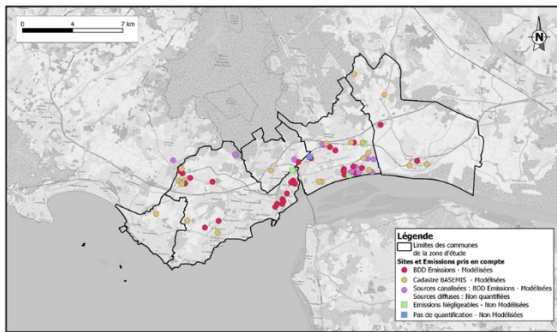 0 4 7 km
N
Légende
Limites des communes
de la zone d'étude
Sites et Emissions pris en compte
BDD Emissions - Modélisées
Cadastre BASEMIS - Modélisées
Sources canalisées : BDD Emissions - Modélisées
Sources diffuses : Non quantifiées
Emissions Négligeables - Non Modélisées
Pas de quantification - Non Modélisées